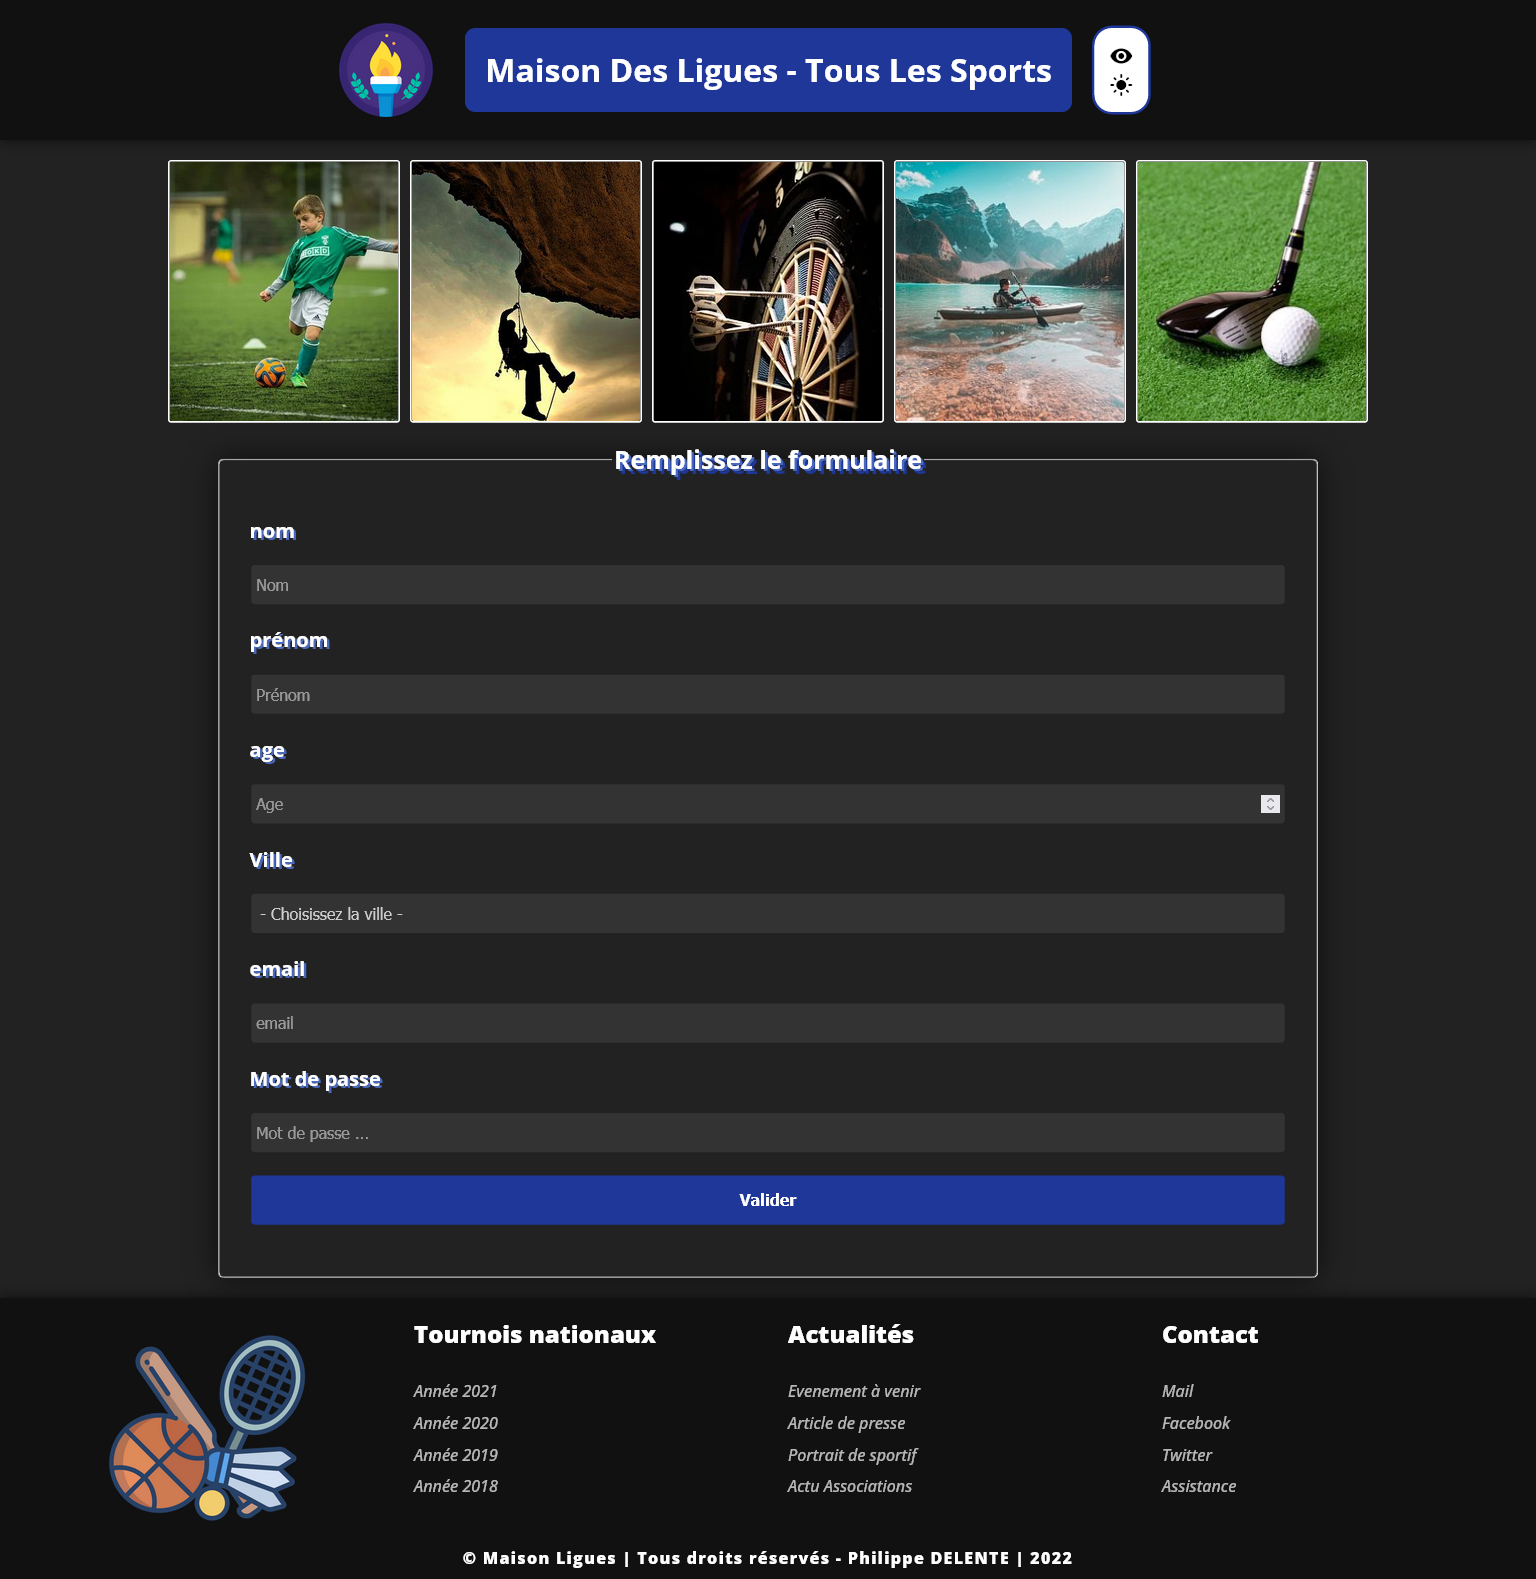 Maison Des Ligues - Tous Les Sports
Remplissez le formulaire
nom
Nom
prénom
Prénom
age
Age
Ville
- Choisissez la ville -
email
email
Mot de passe
Mot de passe ...
Valider
Tournois nationaux
Année 2021
Année 2020
Année 2019
Année 2018
Actualités
Evenement à venir
Article de presse
Portrait de sportif
Actu Associations
Contact
Mail
Facebook
Twitter
Assistance
© Maison Ligues | Tous droits réservés - Philippe DELENTE | 2022